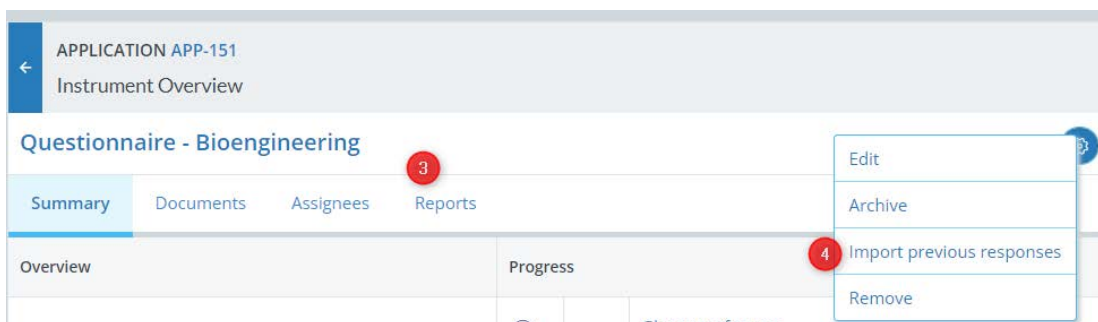 APPLICATION APP-151
Instrument Overview
Questionnaire - Bioengineering
3
Summary Documents Assignees Reports
Edit
Archive
4 Import previous responses
Remove
Overview Progress